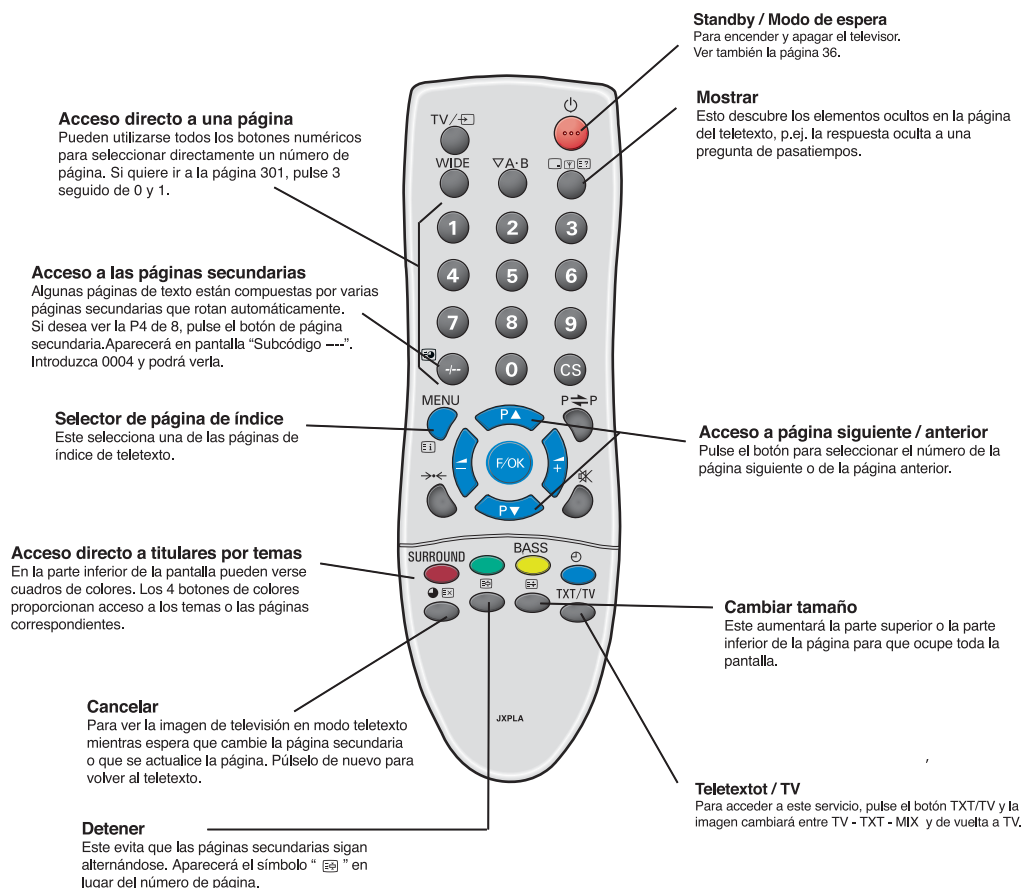 Standby / Modo de espera
Para encender y apagar el televisor.
Ver también la página 36.
Mostrar
Esto descubre los elementos ocultos en la página
del teletexto, p.ej. la respuesta oculta a una
pregunta de pasatiempos.
Acceso directo a una página
Pueden utilizarse todos los botones numéricos
para seleccionar directamente un número de
página. Si quiere ir a la página 301, pulse 3
seguido de 0 y 1.
Acceso a las páginas secundarias
Algunas páginas de texto están compuestas por varias
páginas secundarias que rotan automáticamente.
Si desea ver la P4 de 8, pulse el botón de página
secundaria.Aparecerá en pantalla “Subcódigo ---”.
Introduzca 0004 y podrá verla.
Selector de página de índice
Este selecciona una de las páginas de
índice de teletexto.
Acceso directo a titulares por temas
En la parte inferior de la pantalla pueden verse
cuadros de colores. Los 4 botones de colores
proporcionan acceso a los temas o las páginas
correspondientes.
Cancelar
Para ver la imagen de televisión en modo teletexto
mientras espera que cambie la página secundaria
o que se actualice la página. Púlselo de nuevo para
volver al teletexto.
Detener
Este evita que las páginas secundarias sigan
alternándose. Aparecerá el símbolo “ ” en
lugar del número de página.
TV/
WIDE ▽A·B
1 2 3
4 5 6
7 8 9
-/-- 0 CS
MENU P P
P▲
F/OK
P▼
SURROUND BASS
TXT/TV
JXPLA
Acceso a página siguiente / anterior
Pulse el botón para seleccionar el número de la
página siguiente o de la página anterior.
Cambiar tamaño
Este aumentará la parte superior o la parte
inferior de la página para que ocupe toda la
pantalla.
Teletextot / TV
Para acceder a este servicio, pulse el botón TXT/TV y la
imagen cambiará entre TV - TXT - MIX y de vuelta a TV.